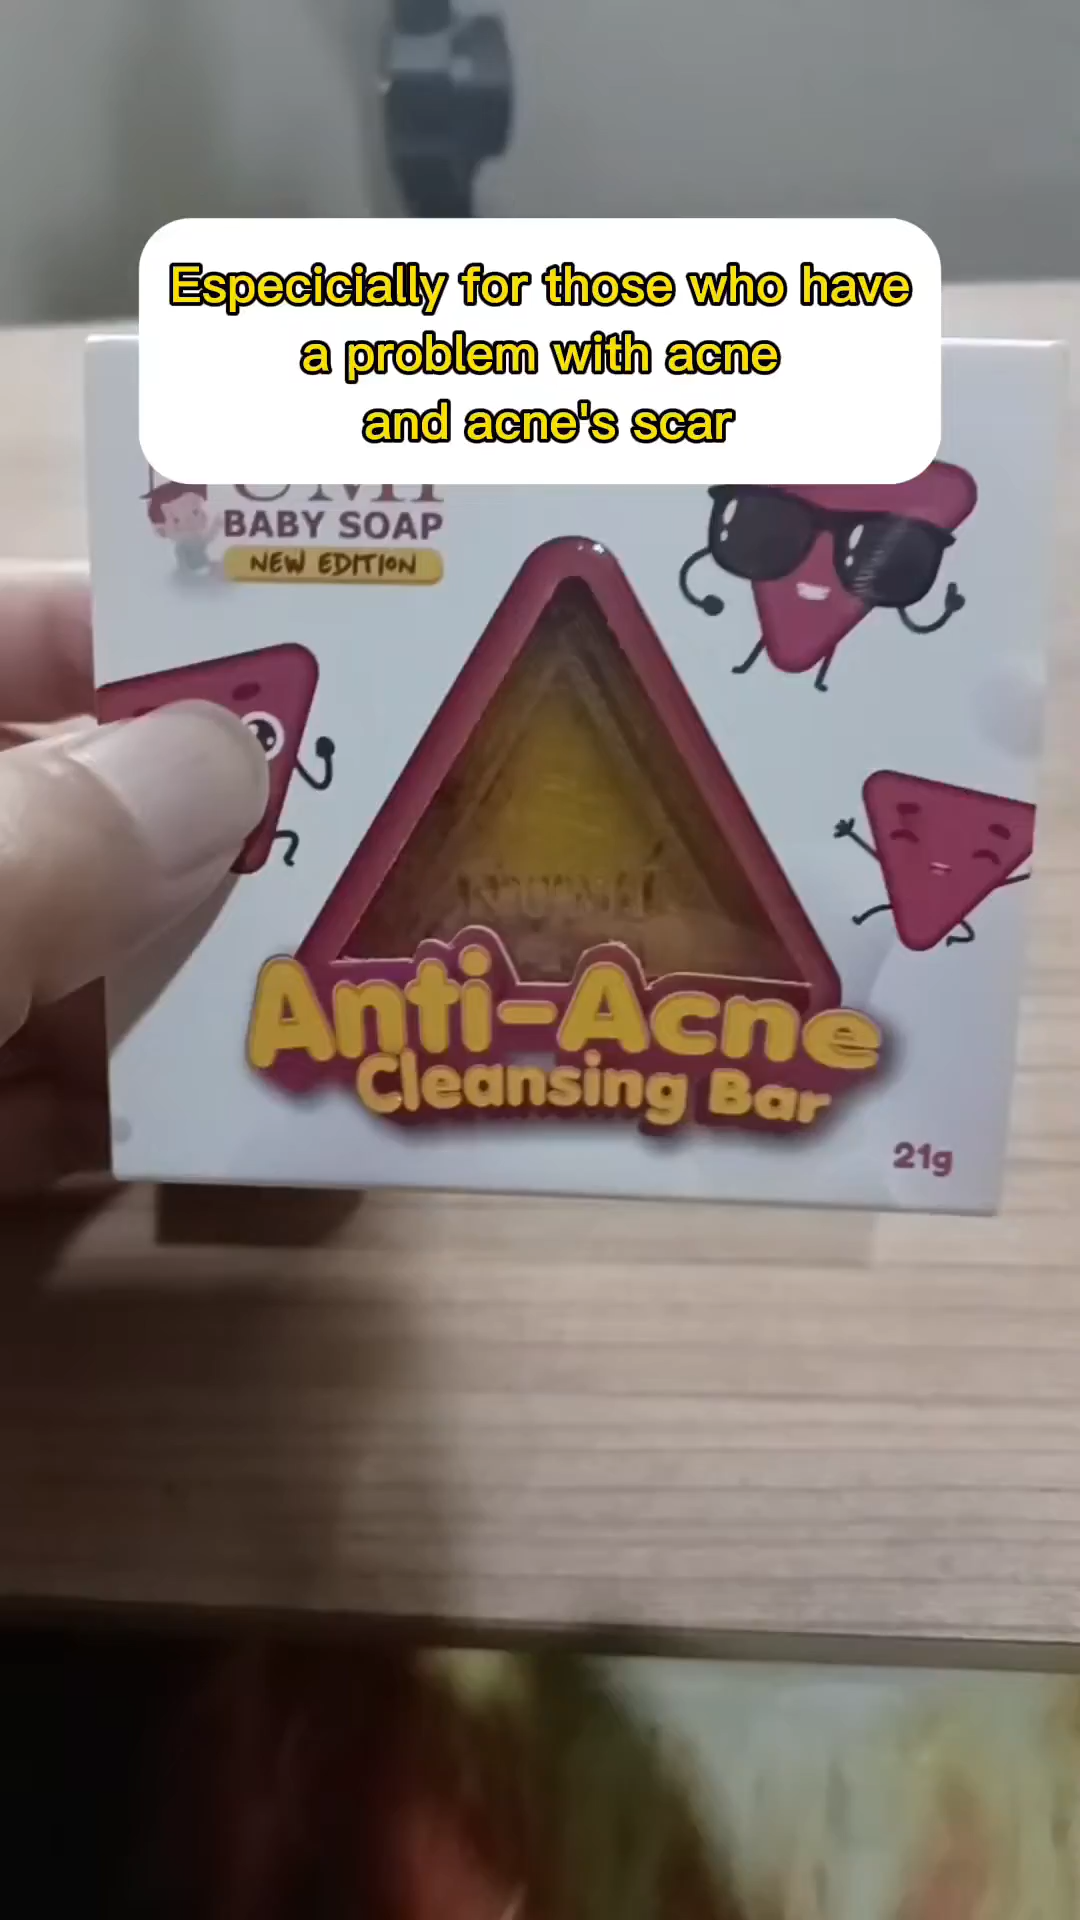 Especicially for those who have
a problem with acne
and acne's scar
BABY SOAP
NEW EDITION
Anti-Acne
Cleansing Bar
21g